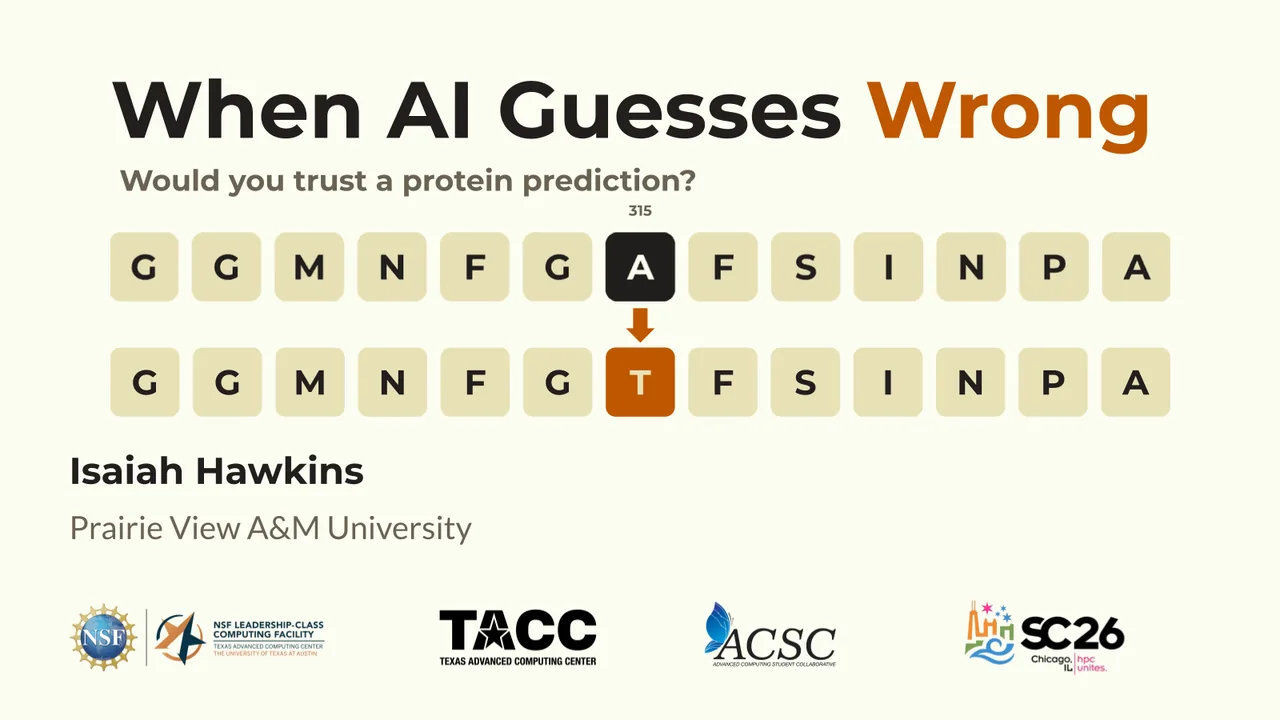 When AI Guesses Wrong
Would you trust a protein prediction?
315
G G M N F G A F S I N P A
G G M N F G T F S I N P A
Isaiah Hawkins
Prairie View A&M University
NSF
NSF LEADERSHIP-CLASS
COMPUTING FACILITY
TEXAS ADVANCED COMPUTING CENTER
THE UNIVERSITY OF TEXAS AT AUSTIN
TACC
TEXAS ADVANCED COMPUTING CENTER
ACSC
ADVANCED COMPUTING STUDENT COLLABORATIVE
SC26
Chicago, IL
hpc unites.